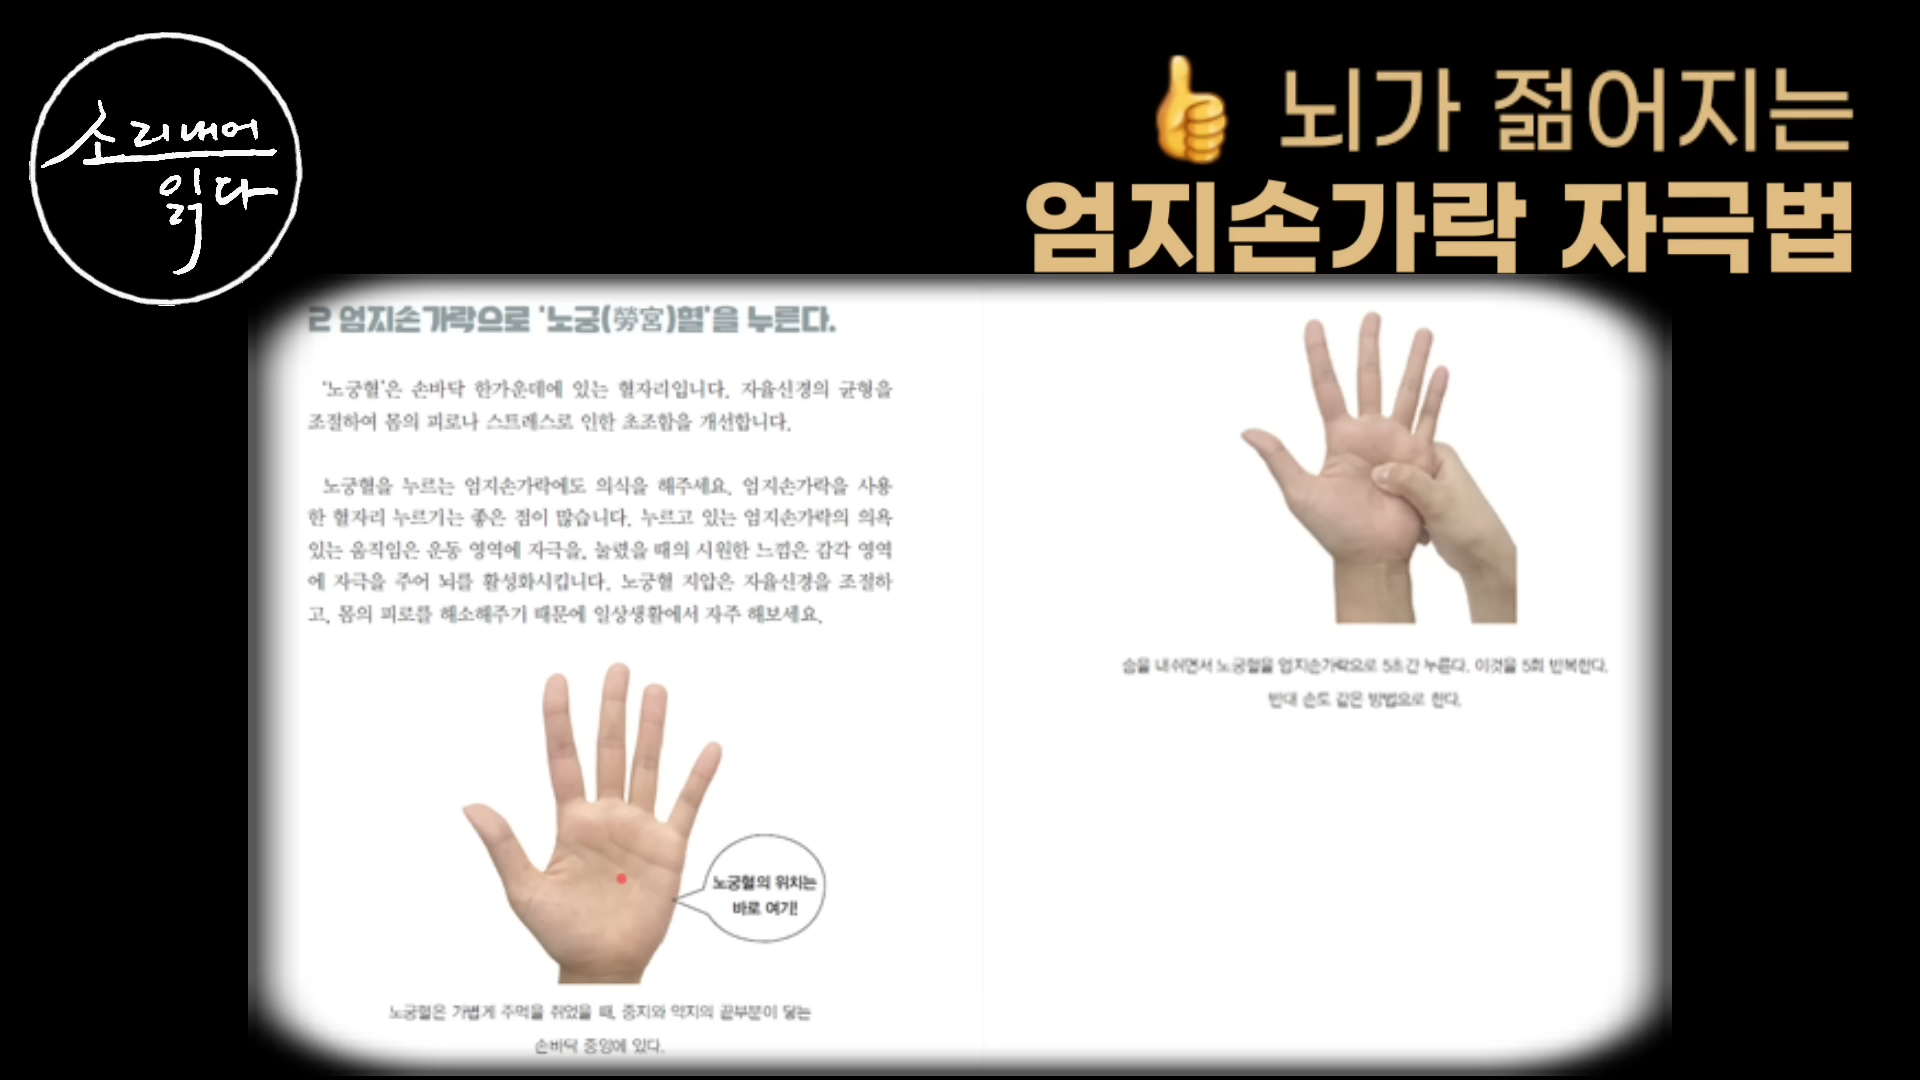 소리내어
읽다
👍 뇌가 젊어지는
엄지손가락 자극법
2 엄지손가락으로 '노궁(勞宮)혈'을 누른다.
'노궁혈'은 손바닥 한가운데에 있는 혈자리입니다. 자율신경의 균형을
조절하여 몸의 피로나 스트레스로 인한 초조함을 개선합니다.
노궁혈을 누르는 엄지손가락에도 의식을 해주세요. 엄지손가락을 사용
한 혈자리 누르기는 좋은 점이 많습니다. 누르고 있는 엄지손가락의 의욕
있는 움직임은 운동 영역에 자극을, 눌렸을 때의 시원한 느낌은 감각 영역
에 자극을 주어 뇌를 활성화시킵니다. 노궁혈 지압은 자율신경을 조절하
고, 몸의 피로를 해소해주기 때문에 일상생활에서 자주 해보세요.
노궁혈의 위치는
바로 여기!
노궁혈은 가볍게 주먹을 쥐었을 때, 중지와 약지의 끝부분이 닿는
손바닥 중앙에 있다.
숨을 내쉬면서 노궁혈을 엄지손가락으로 5초간 누른다. 이것을 5회 반복한다.
반대 손도 같은 방법으로 한다.